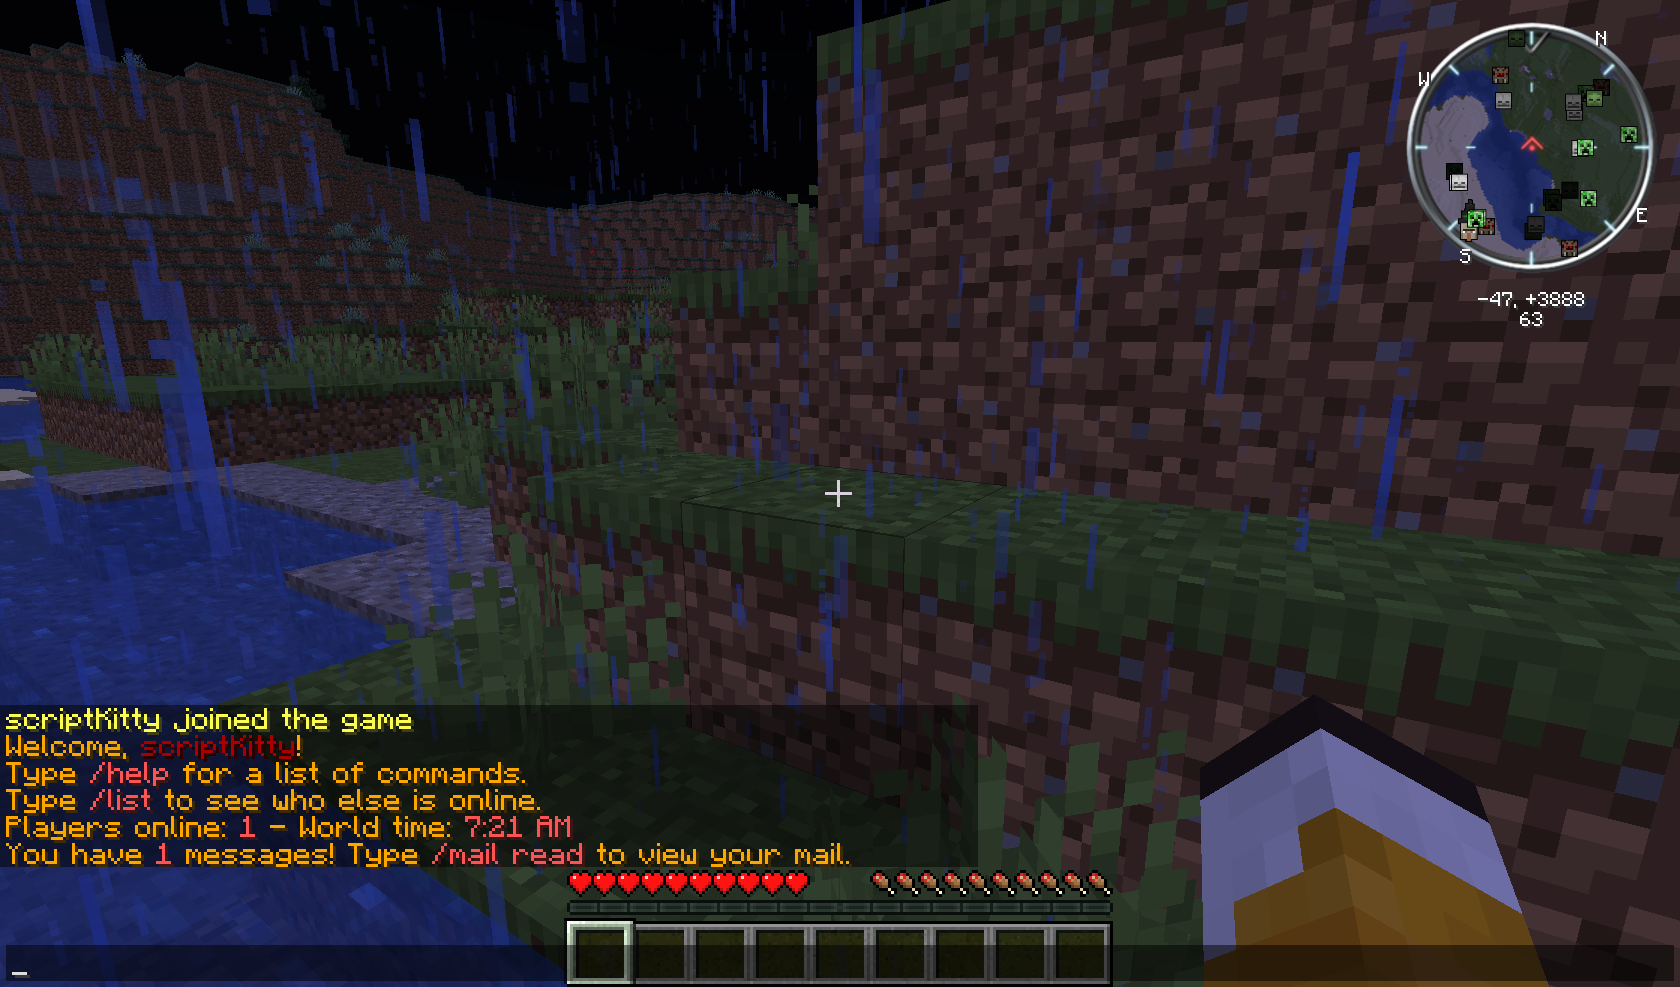 N
W
E
S
-47, +3888
63
scriptKitty joined the game
Welcome, scriptKitty!
Type /help for a list of commands.
Type /list to see who else is online.
Players online: 1 - World time: 7:21 AM
You have 1 messages! Type /mail read to view your mail.
_